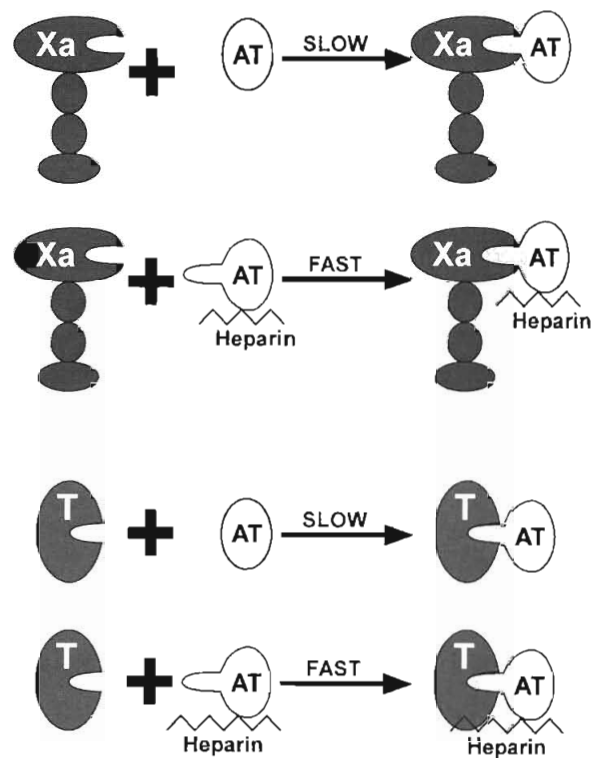 Xa AT SLOW Xa AT
Xa AT FAST Xa AT
Heparin Heparin
T AT SLOW T AT
T AT FAST T AT
Heparin Heparin